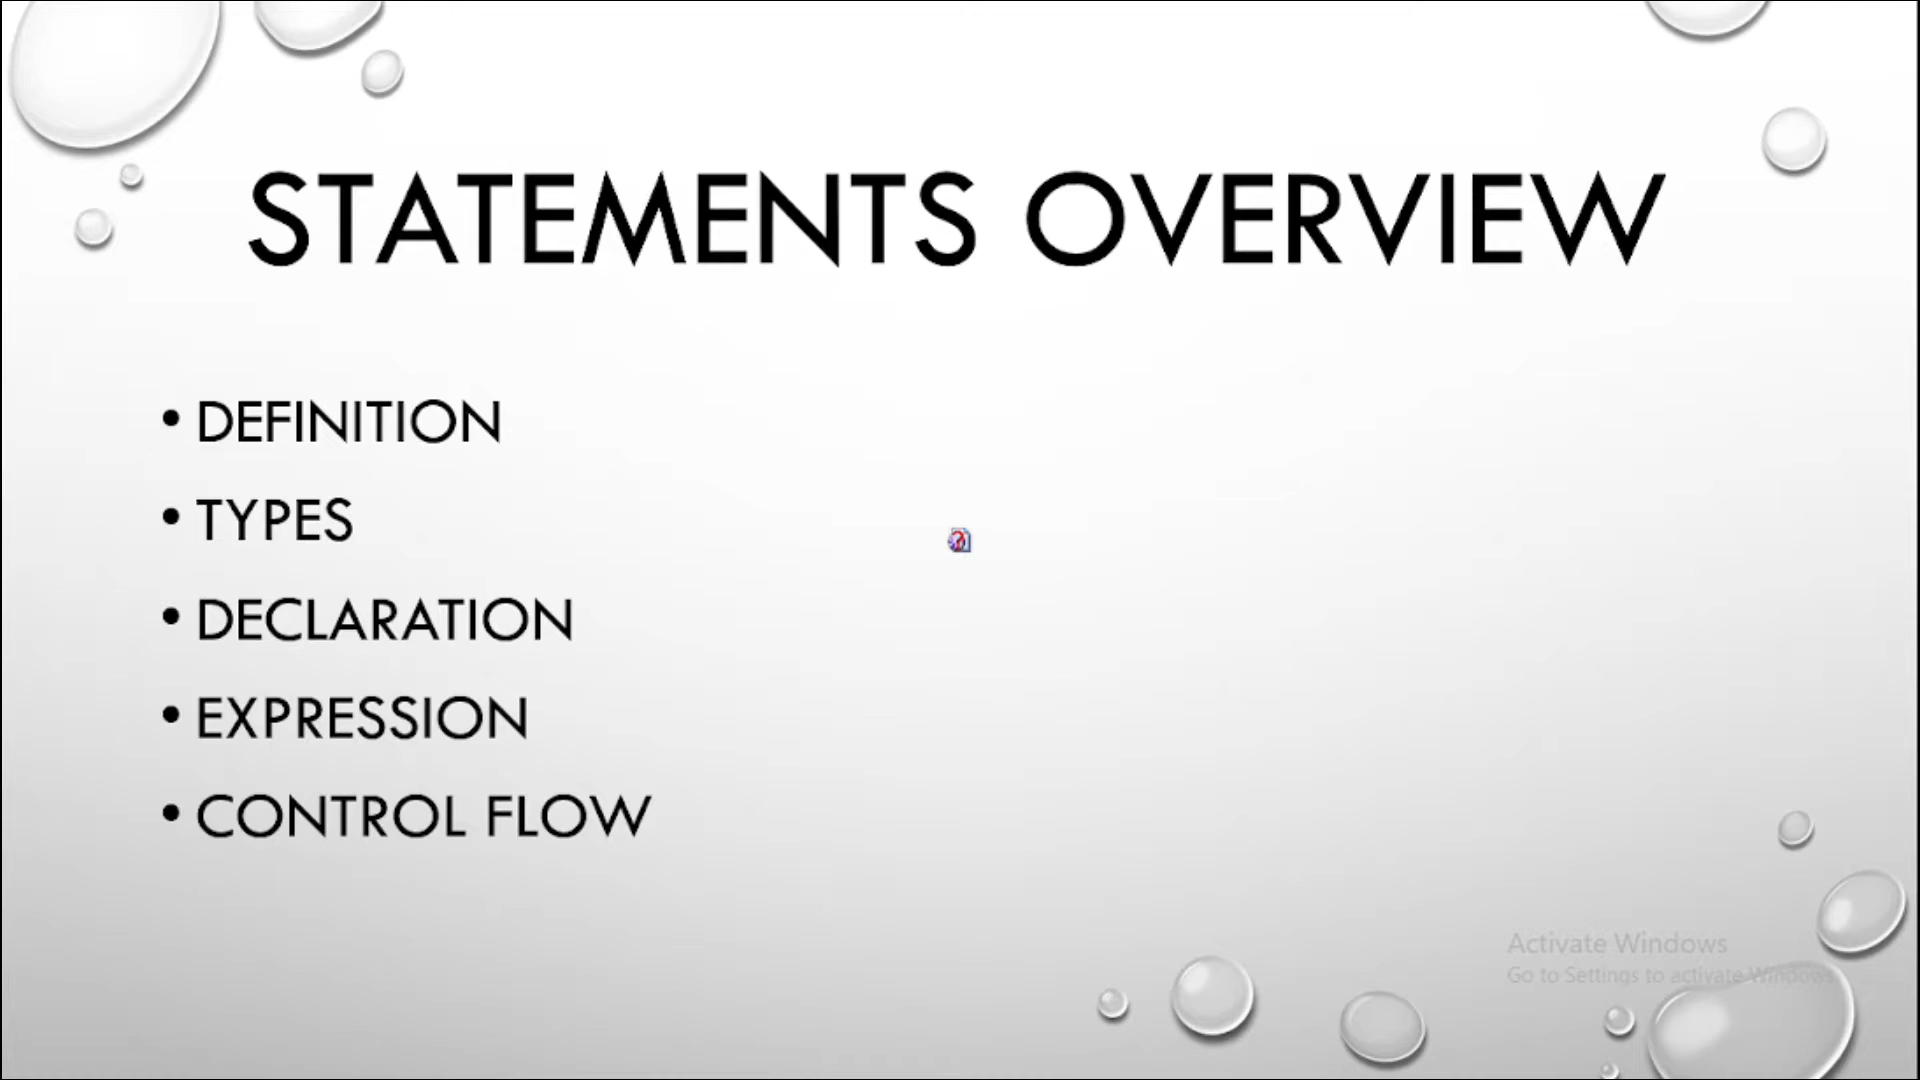 STATEMENTS OVERVIEW
• DEFINITION
• TYPES
• DECLARATION
• EXPRESSION
• CONTROL FLOW
Activate Windows
Go to Settings to activate Windows.